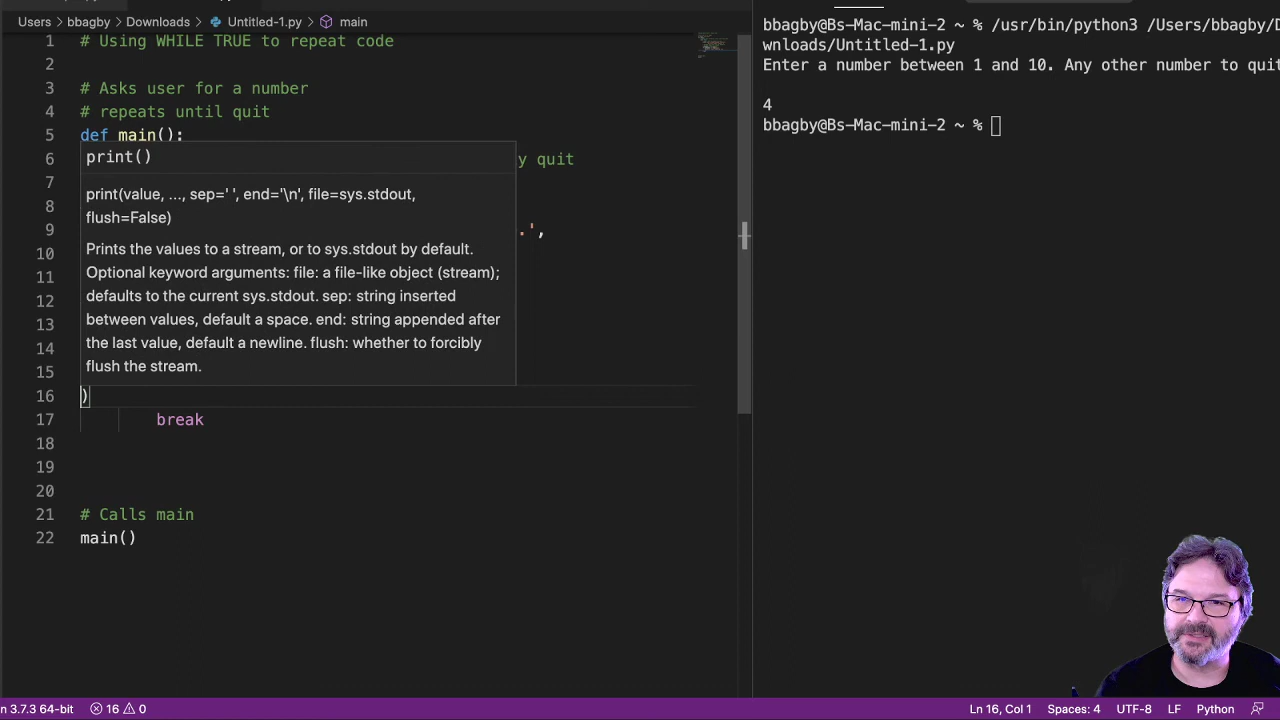 Users > bbagby > Downloads > Untitled-1.py > main
1 # Using WHILE TRUE to repeat code
2
3 # Asks user for a number
4 # repeats until quit
5 def main():
6 y quit
7
8
9 .',
10
11
12
13
14
15
16 )
17 break
18
19
20
21 # Calls main
22 main()
print()
print(value, ..., sep=' ', end='\n', file=sys.stdout,
flush=False)
Prints the values to a stream, or to sys.stdout by default.
Optional keyword arguments: file: a file-like object (stream);
defaults to the current sys.stdout. sep: string inserted
between values, default a space. end: string appended after
the last value, default a newline. flush: whether to forcibly
flush the stream.
bbagby@Bs-Mac-mini-2 ~ % /usr/bin/python3 /Users/bbagby/D
wnloads/Untitled-1.py
Enter a number between 1 and 10. Any other number to quit
4
bbagby@Bs-Mac-mini-2 ~ %
n 3.7.3 64-bit 16 0 Ln 16, Col 1 Spaces: 4 UTF-8 LF Python